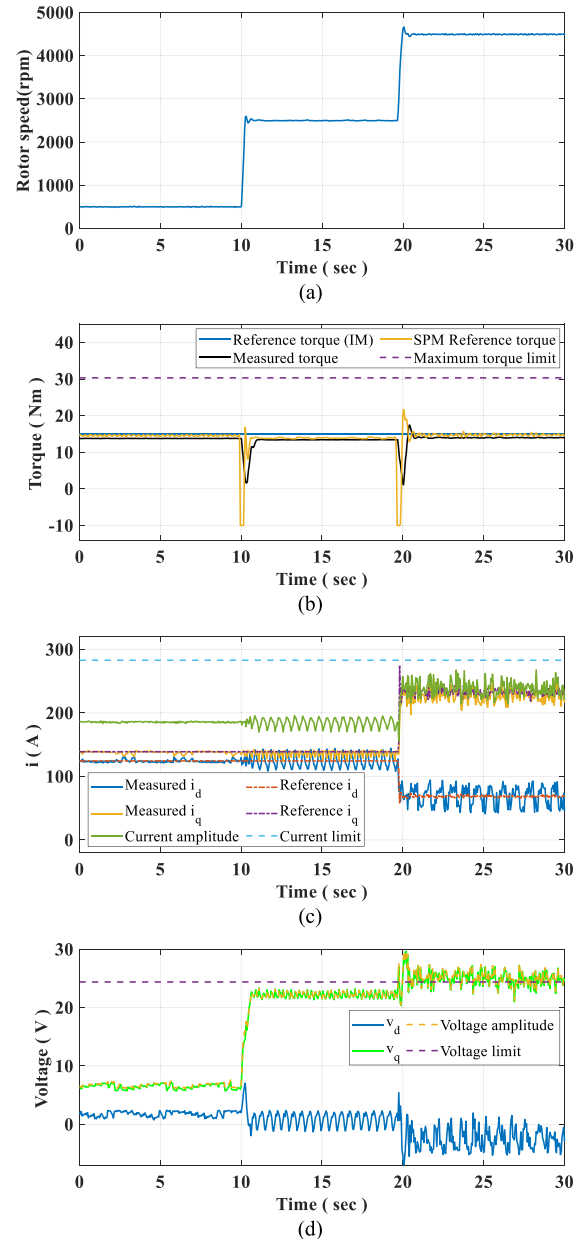 5000
4000
3000
2000
1000
0
Rotor speed(rpm)
0 5 10 15 20 25 30
Time ( sec )
(a)
Reference torque (IM) SPM Reference torque
Measured torque Maximum torque limit
40
30
20
10
0
-10
Torque ( Nm )
0 5 10 15 20 25 30
Time ( sec )
(b)
300
200
100
0
i ( A )
Measured i_d Reference i_d
Measured i_q Reference i_q
Current amplitude Current limit
0 5 10 15 20 25 30
Time ( sec )
(c)
30
20
10
0
Voltage ( V )
v_d Voltage amplitude
v_q Voltage limit
0 5 10 15 20 25 30
Time ( sec )
(d)